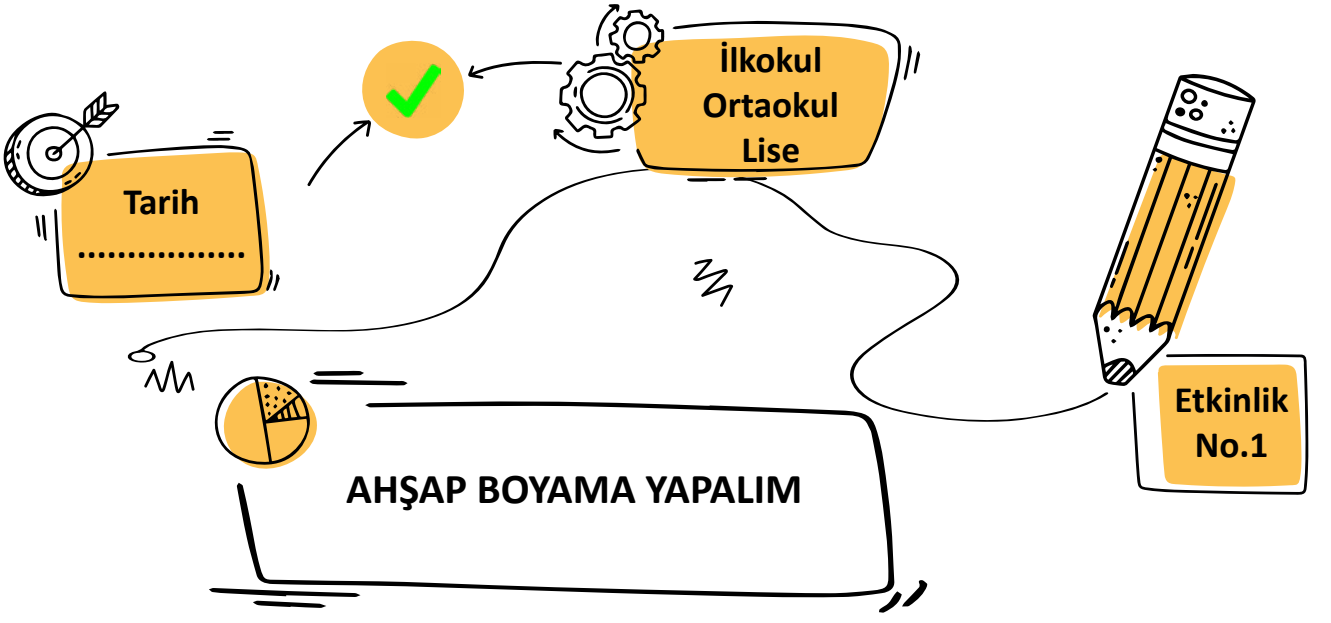 İlkokul
Ortaokul
Lise
Tarih
.................
Etkinlik
No.1
AHŞAP BOYAMA YAPALIM